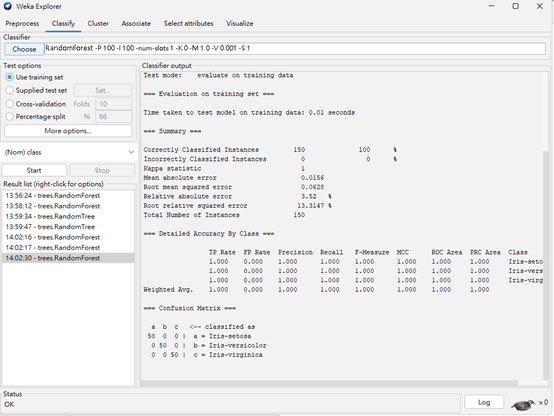 Weka Explorer
Preprocess Classify Cluster Associate Select attributes Visualize
Classifier
Choose RandomForest -P 100 -I 100 -num-slots 1 -K 0 -M 1.0 -V 0.001 -S 1
Test options
Use training set
Supplied test set Set...
Cross-validation Folds 10
Percentage split % 66
More options...
(Nom) class
Start Stop
Result list (right-click for options)
13:56:24 - trees.RandomForest
13:58:12 - trees.RandomForest
13:59:34 - trees.RandomTree
13:59:47 - trees.RandomTree
14:02:16 - trees.RandomForest
14:02:17 - trees.RandomForest
14:02:30 - trees.RandomForest
Classifier output
Test mode: evaluate on training data
=== Evaluation on training set ===
Time taken to test model on training data: 0.01 seconds
=== Summary ===
Correctly Classified Instances 150 100 %
Incorrectly Classified Instances 0 0 %
Kappa statistic 1
Mean absolute error 0.0156
Root mean squared error 0.0628
Relative absolute error 3.52 %
Root relative squared error 13.3147 %
Total Number of Instances 150
=== Detailed Accuracy By Class ===
TP Rate FP Rate Precision Recall F-Measure MCC ROC Area PRC Area Class
1.000 0.000 1.000 1.000 1.000 1.000 1.000 1.000 Iris-seto
1.000 0.000 1.000 1.000 1.000 1.000 1.000 1.000 Iris-vers
1.000 0.000 1.000 1.000 1.000 1.000 1.000 1.000 Iris-virg
Weighted Avg. 1.000 0.000 1.000 1.000 1.000 1.000 1.000 1.000
=== Confusion Matrix ===
a b c <-- classified as
50 0 0 | a = Iris-setosa
0 50 0 | b = Iris-versicolor
0 0 50 | c = Iris-virginica
Status
OK
Log x 0